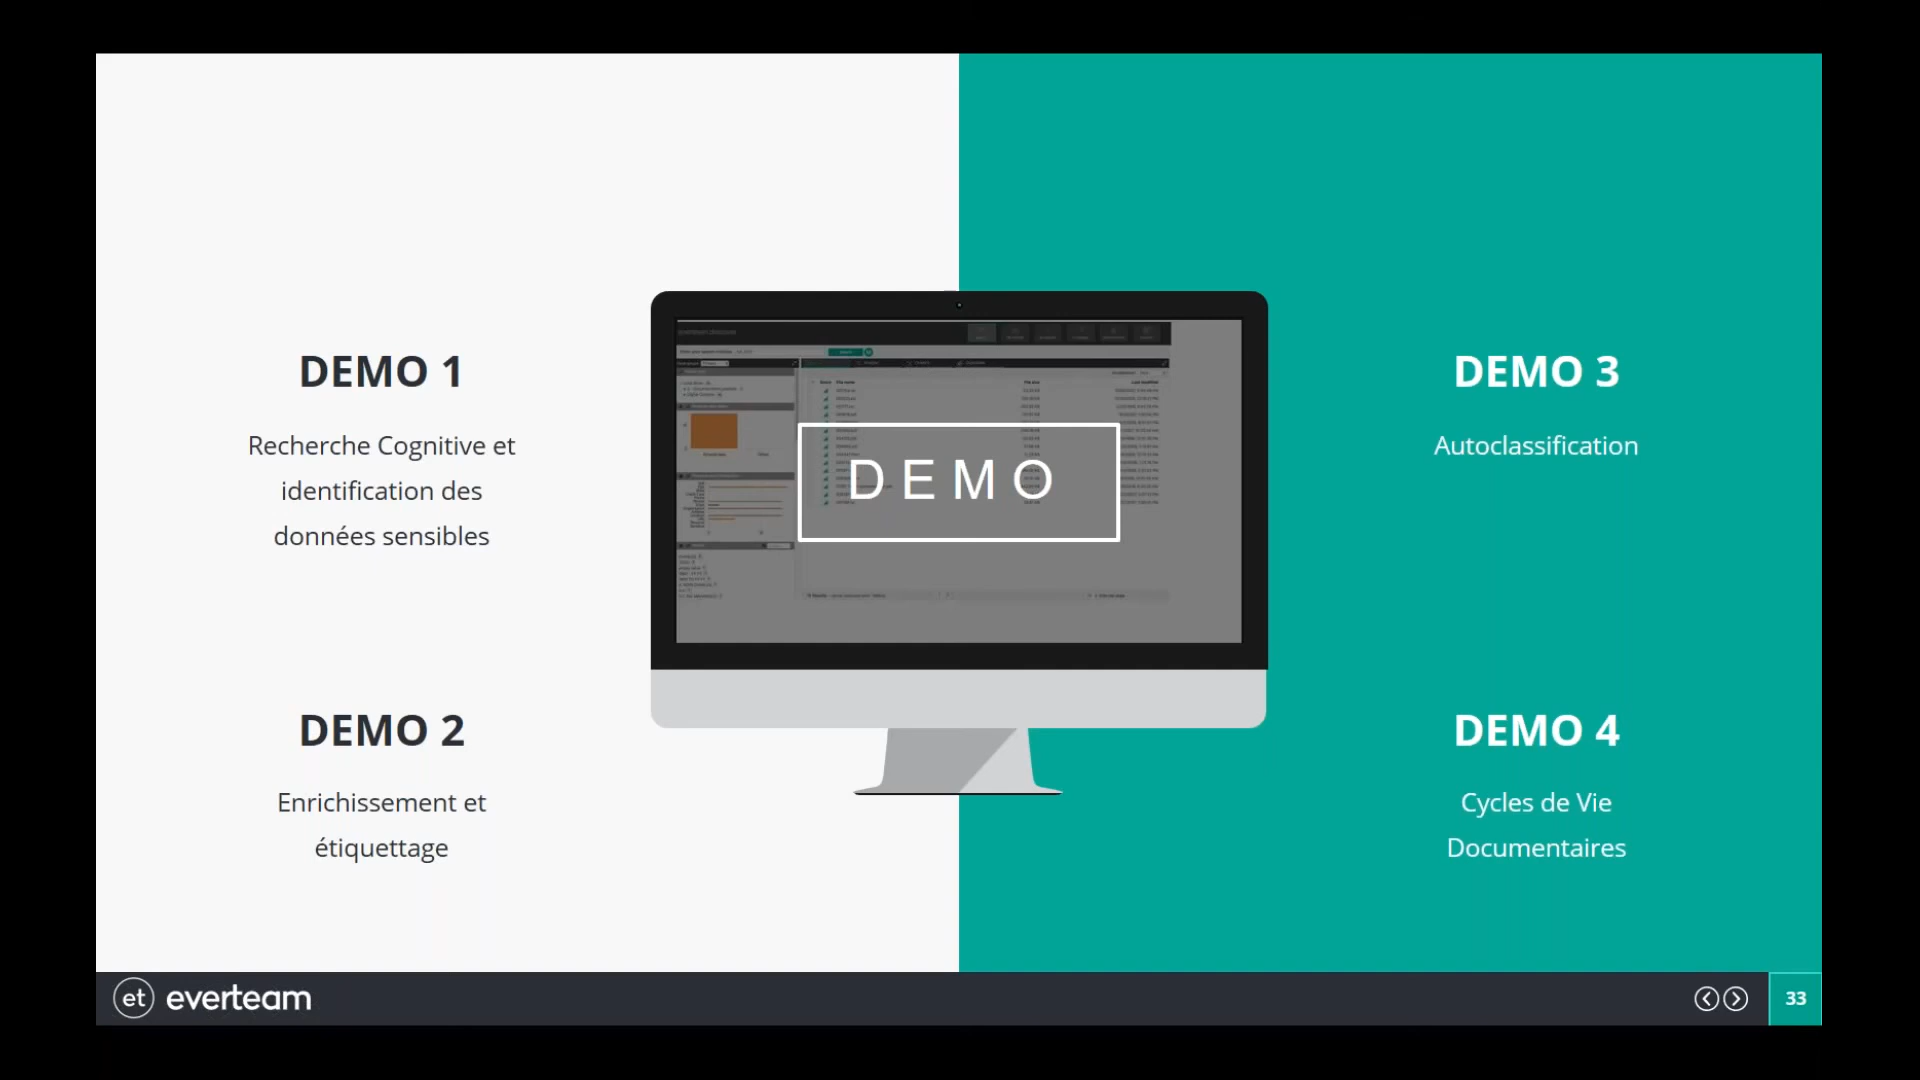 DEMO 1
Recherche Cognitive et
identification des
données sensibles
DEMO 2
Enrichissement et
étiquettage
DEMO
DEMO 3
Autoclassification
DEMO 4
Cycles de Vie
Documentaires
et everteam
33